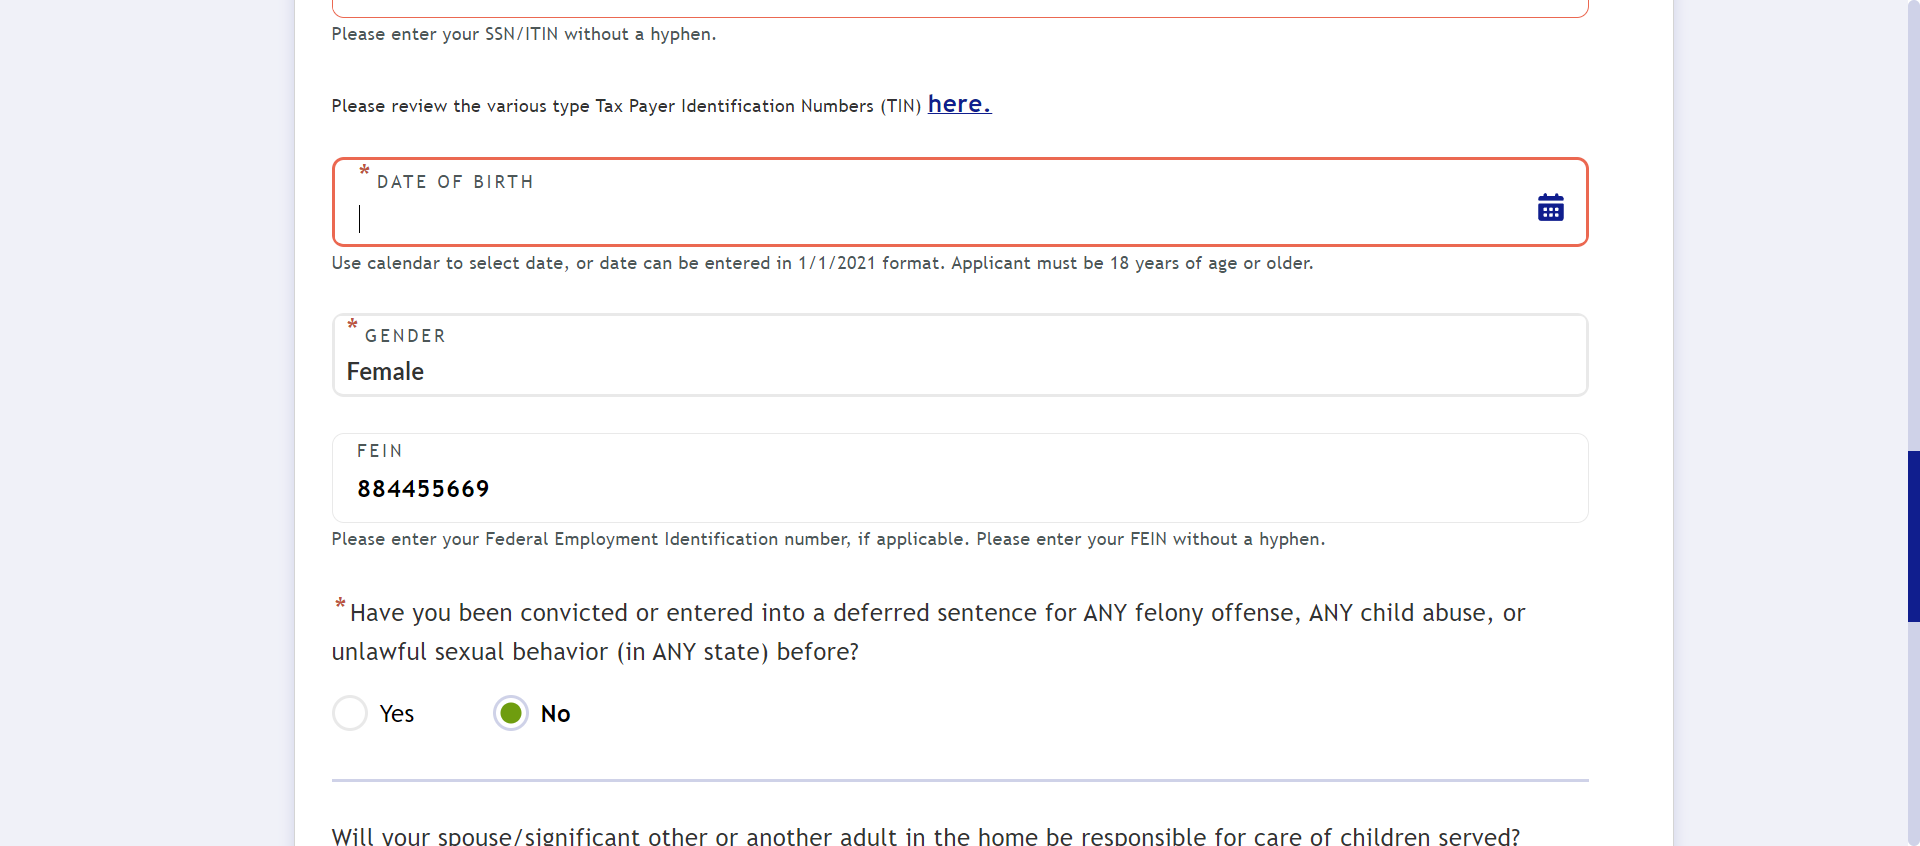 Please enter your SSN/ITIN without a hyphen.
Please review the various type Tax Payer Identification Numbers (TIN) here.
* DATE OF BIRTH
Use calendar to select date, or date can be entered in 1/1/2021 format. Applicant must be 18 years of age or older.
* GENDER
Female
FEIN
884455669
Please enter your Federal Employment Identification number, if applicable. Please enter your FEIN without a hyphen.
* Have you been convicted or entered into a deferred sentence for ANY felony offense, ANY child abuse, or
unlawful sexual behavior (in ANY state) before?
Yes No
Will your spouse/significant other or another adult in the home be responsible for care of children served?